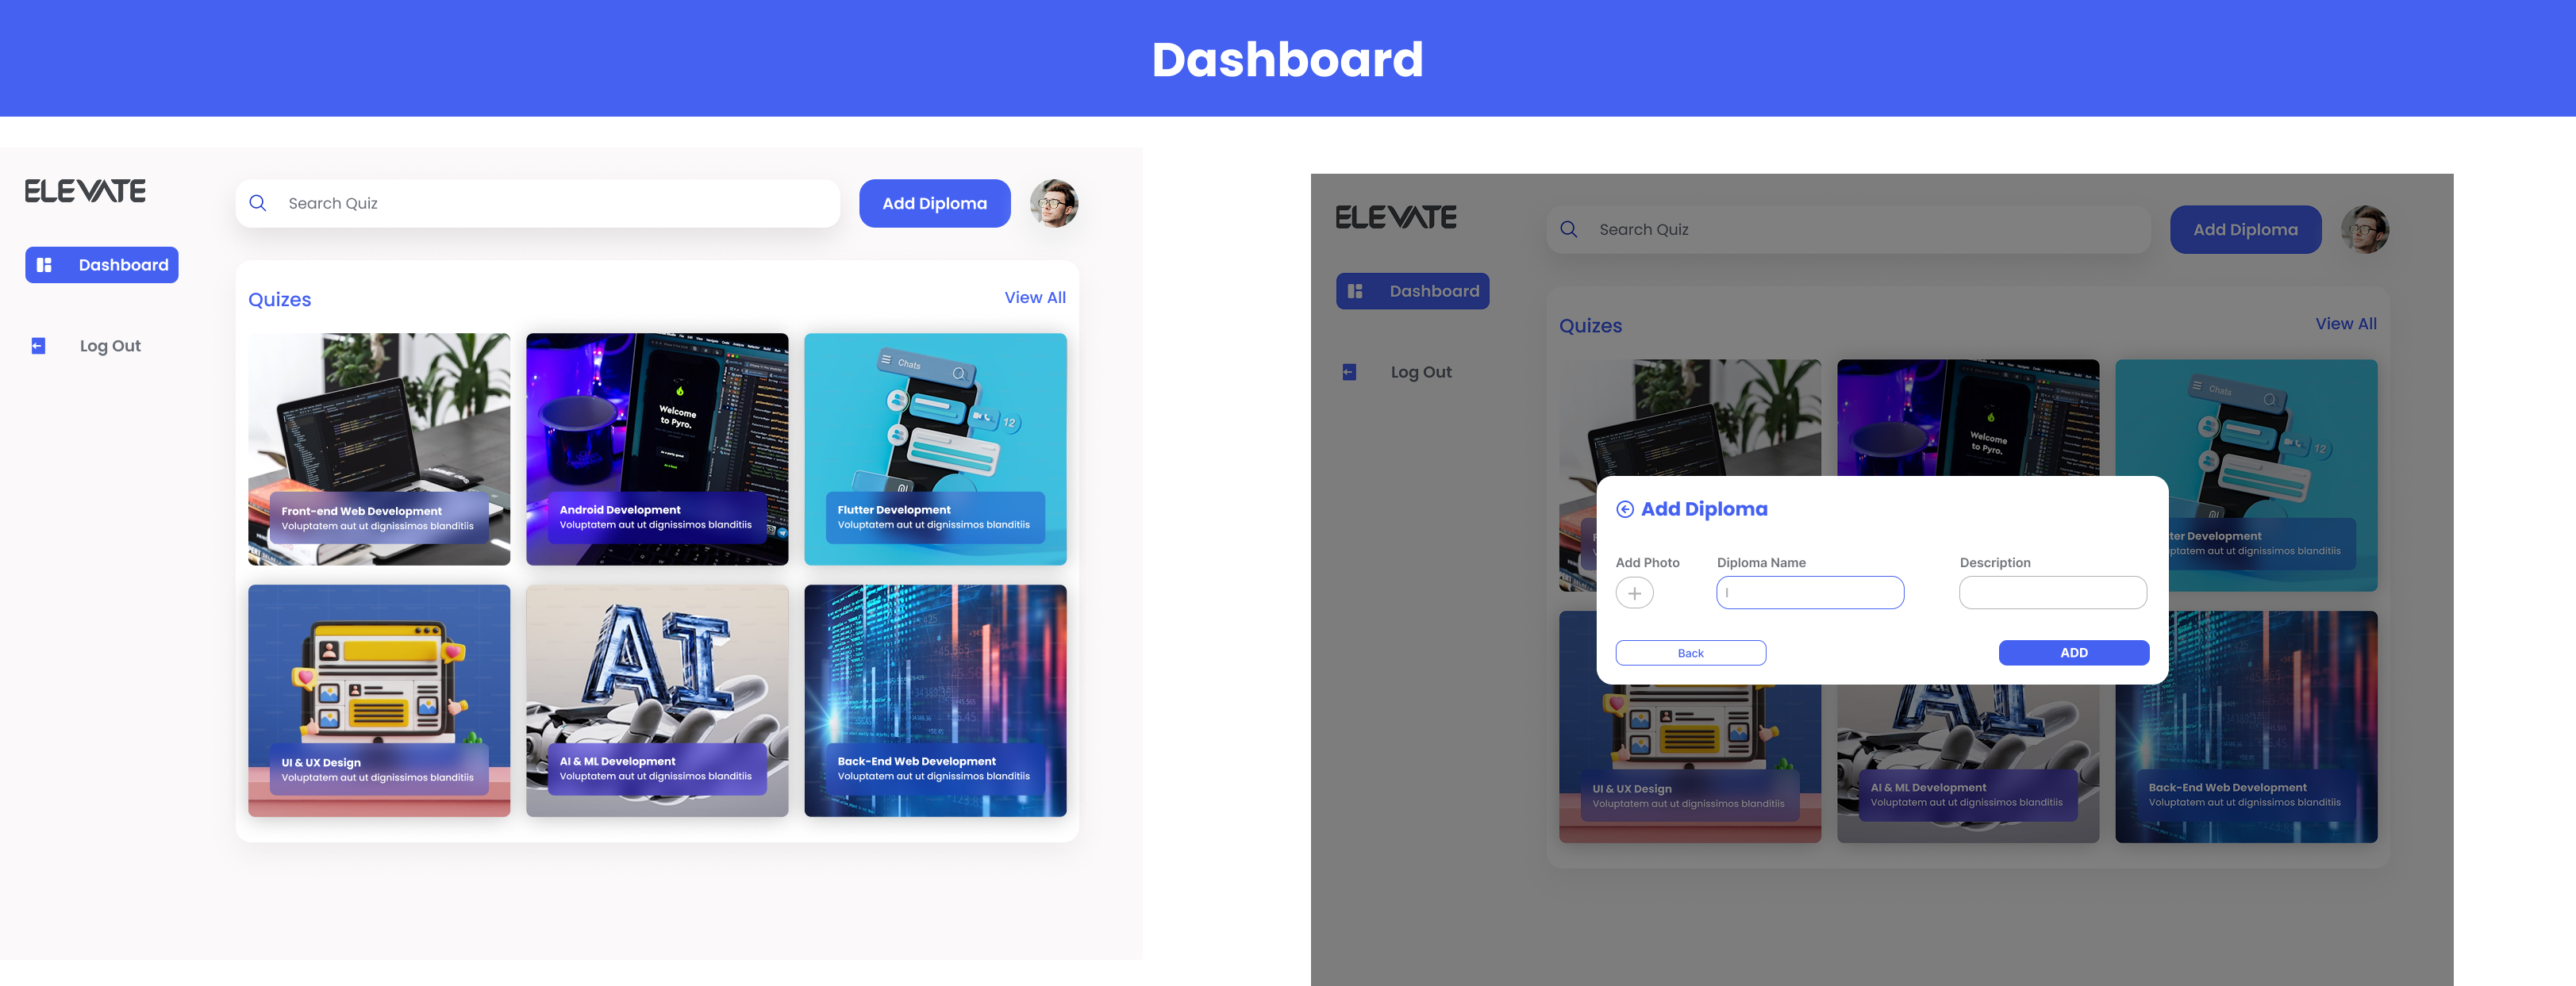 Dashboard
ELEVATE
Search Quiz
Add Diploma
Dashboard
Log Out
Quizes
View All
Welcome
to Pyro.
Chats
12
Front-end Web Development
Voluptatem aut ut dignissimos blanditiis
Android Development
Voluptatem aut ut dignissimos blanditiis
Flutter Development
Voluptatem aut ut dignissimos blanditiis
AI
UI & UX Design
Voluptatem aut ut dignissimos blanditiis
AI & ML Development
Voluptatem aut ut dignissimos blanditiis
Back-End Web Development
Voluptatem aut ut dignissimos blanditiis
ELEVATE
Search Quiz
Add Diploma
Dashboard
Log Out
Quizes
View All
Welcome
to Pyro.
Chats
12
Add Diploma
Add Photo
Diploma Name
Description
Back
ADD
ter Development
ptatem aut ut dignissimos blanditiis
AI
UI & UX Design
Voluptatem aut ut dignissimos blanditiis
AI & ML Development
Voluptatem aut ut dignissimos blanditiis
Back-End Web Development
Voluptatem aut ut dignissimos blanditiis